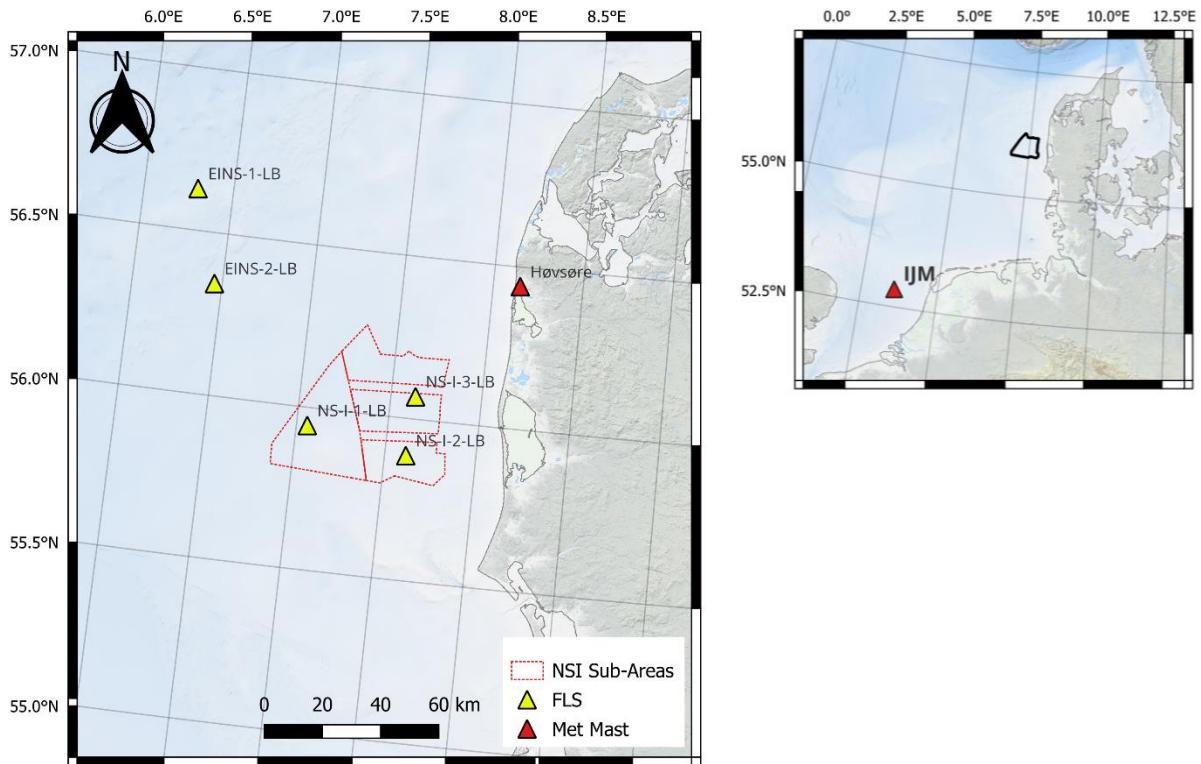 6.0°E 6.5°E 7.0°E 7.5°E 8.0°E 8.5°E
57.0°N
N
EINS-1-LB
56.5°N
EINS-2-LB
Høvsøre
56.0°N
NS-I-3-LB
NS-I-1-LB
NS-I-2-LB
55.5°N
55.0°N
0 20 40 60 km
NSI Sub-Areas
FLS
Met Mast
0.0° 2.5°E 5.0°E 7.5°E 10.0°E 12.5°E
55.0°N
52.5°N
IJM